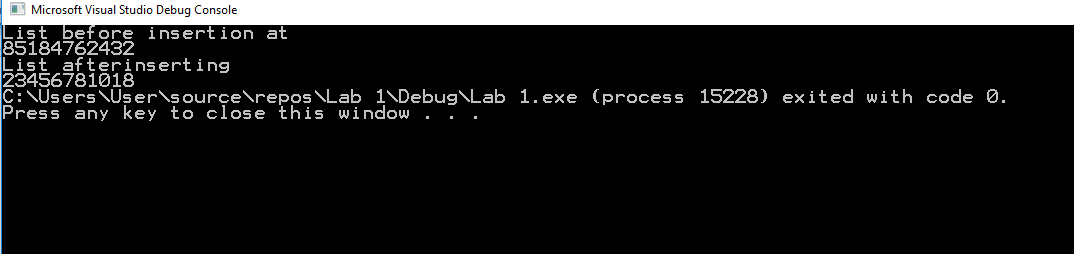 Microsoft Visual Studio Debug Console
List before insertion at
85184762432
List afterinserting
23456781018
C:\Users\User\source\repos\Lab 1\Debug\Lab 1.exe (process 15228) exited with code 0.
Press any key to close this window . . .